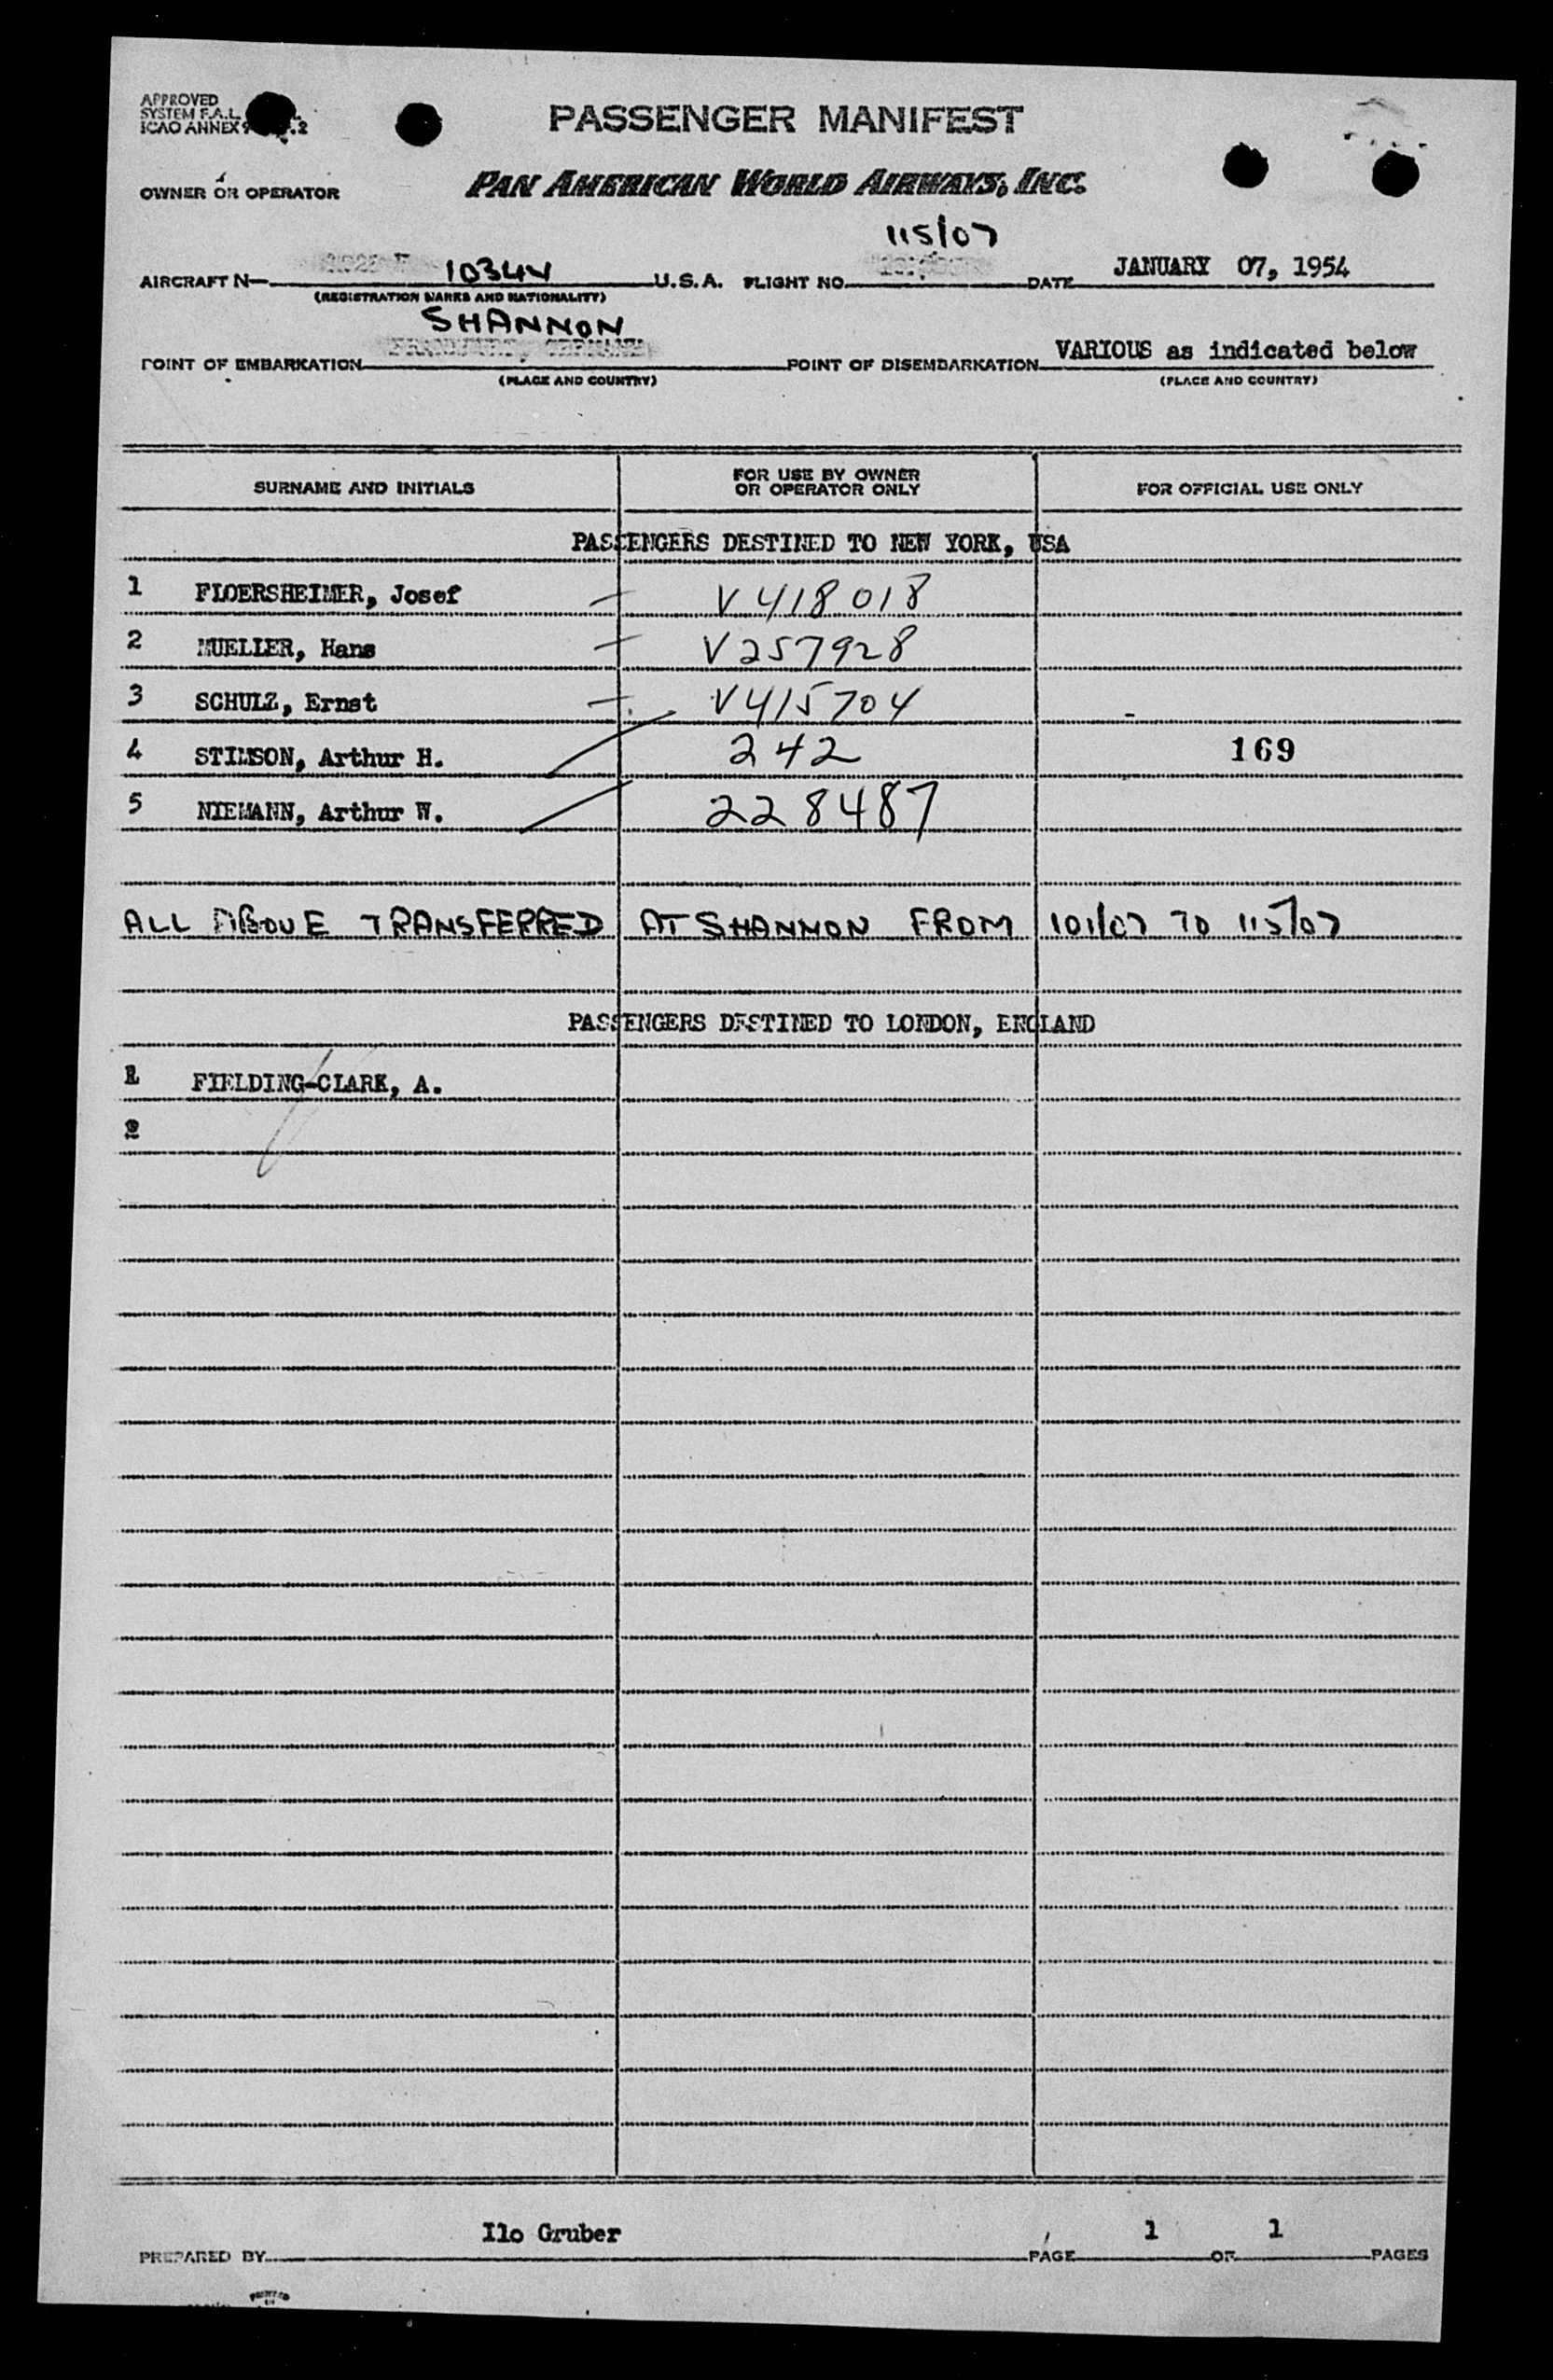 APPROVED
SYSTEM F.A.L.
ICAO ANNEX 9 .2
PASSENGER MANIFEST
OWNER OR OPERATOR PAN AMERICAN WORLD AIRWAYS, INC.
115/07
AIRCRAFT N 1034V U.S.A. FLIGHT NO. DATE JANUARY 07, 1954
(REGISTRATION MARKS AND NATIONALITY)
SHANNON
FRANKFURT, GERMANY
POINT OF EMBARKATION POINT OF DISEMBARKATION VARIOUS as indicated below
(PLACE AND COUNTRY) (PLACE AND COUNTRY)
SURNAME AND INITIALS FOR USE BY OWNER OR OPERATOR ONLY FOR OFFICIAL USE ONLY
PASSENGERS DESTINED TO NEW YORK, USA
1 FLOERSHEIMER, Josef V418018
2 MUELLER, Hans V257928
3 SCHULZ, Ernst V415704
4 STIMSON, Arthur H. 242 169
5 NIEMANN, Arthur W. 228487
ALL ABOVE TRANSFERRED AT SHANNON FROM 101/07 TO 115/07
PASSENGERS DESTINED TO LONDON, ENGLAND
1 FIELDING-CLARK, A.
2
Ilo Gruber 1 1
PREPARED BY PAGE OF PAGES
PRINTED